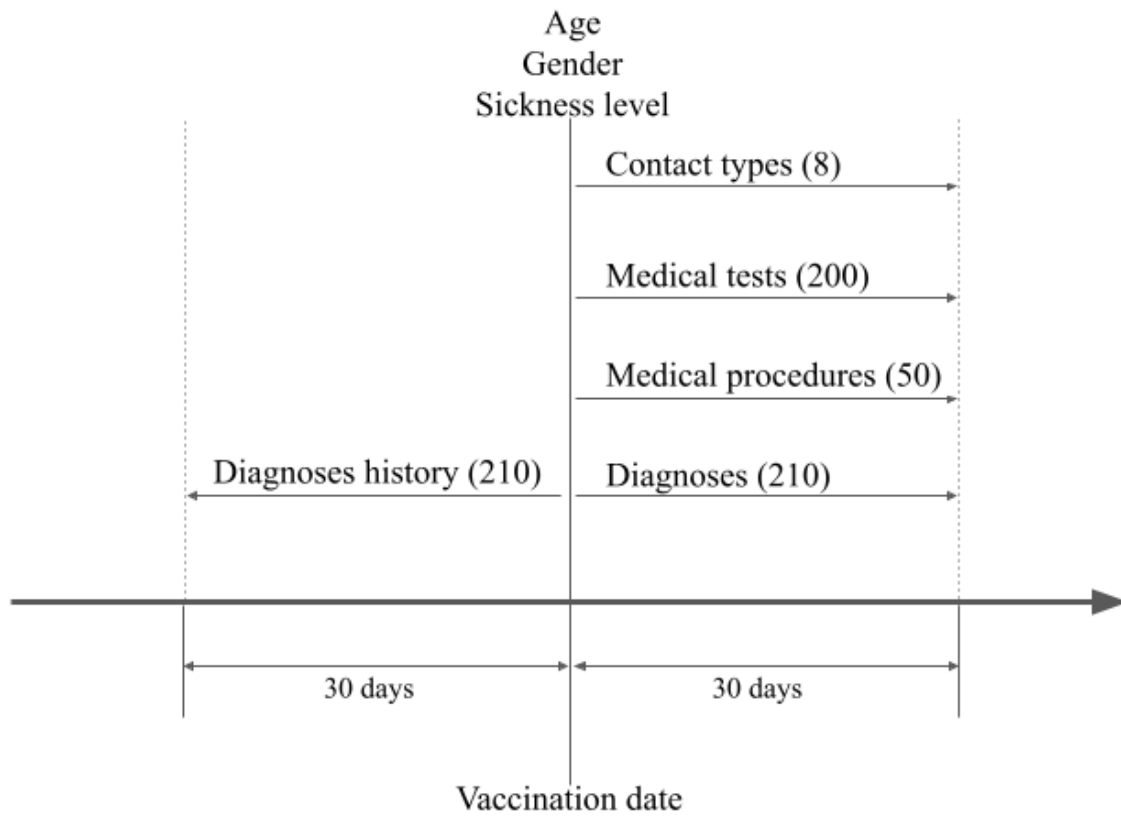 Age
Gender
Sickness level
Contact types (8)
Medical tests (200)
Medical procedures (50)
Diagnoses history (210)
Diagnoses (210)
30 days
30 days
Vaccination date